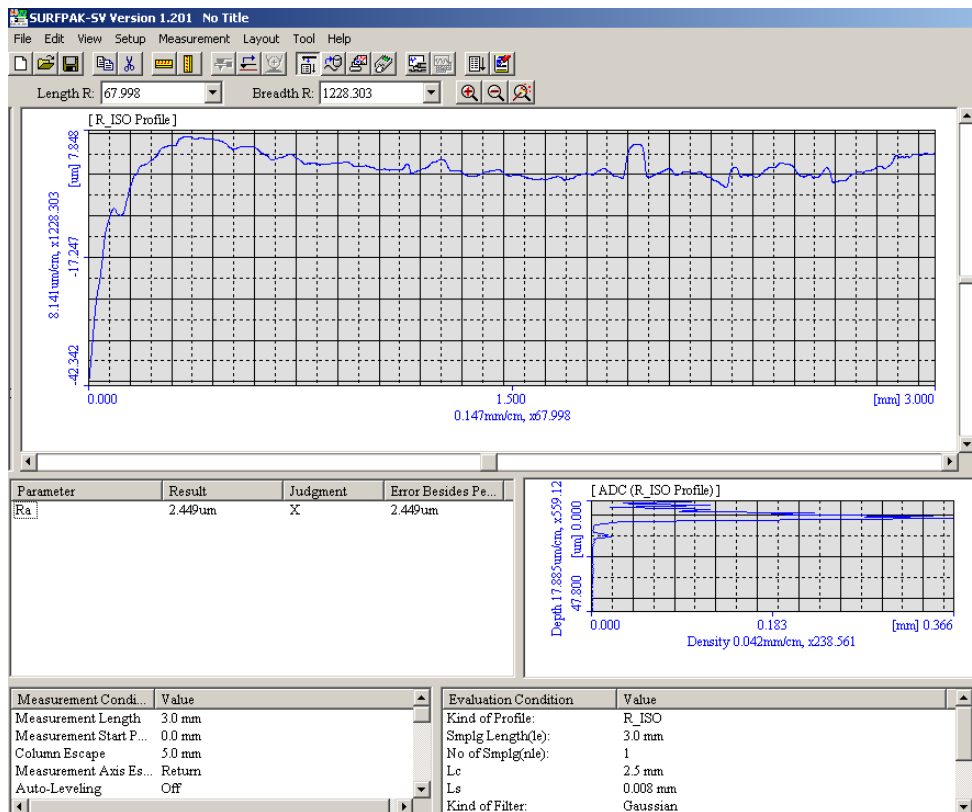 SURFPAK-SV Version 1.201 No Title
File Edit View Setup Measurement Layout Tool Help
Length R: 67.998 Breadth R: 1228.303
[ R_ISO Profile ]
8.141um/cm, x1228.303
-42.342 -17.247 [um] 7.848
0.000 1.500 [mm] 3.000
0.147mm/cm, x67.998
Parameter Result Judgment Error Besides Pe...
Ra 2.449um X 2.449um
[ ADC (R_ISO Profile) ]
Depth 17.885um/cm, x559.12
47.800 [um] 0.000
0.000 0.183 [mm] 0.366
Density 0.042mm/cm, x238.561
Measurement Condi... Value
Measurement Length 3.0 mm
Measurement Start P... 0.0 mm
Column Escape 5.0 mm
Measurement Axis Es... Return
Auto-Leveling Off
Evaluation Condition Value
Kind of Profile: R_ISO
Smplg Length(le): 3.0 mm
No of Smplg(nle): 1
Lc 2.5 mm
Ls 0.008 mm
Kind of Filter: Gaussian